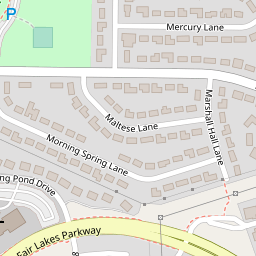 P
Mercury Lane
Marshall Hall Lane
Maltese Lane
Morning Spring Lane
ng Pond Drive
Fair Lakes Parkway